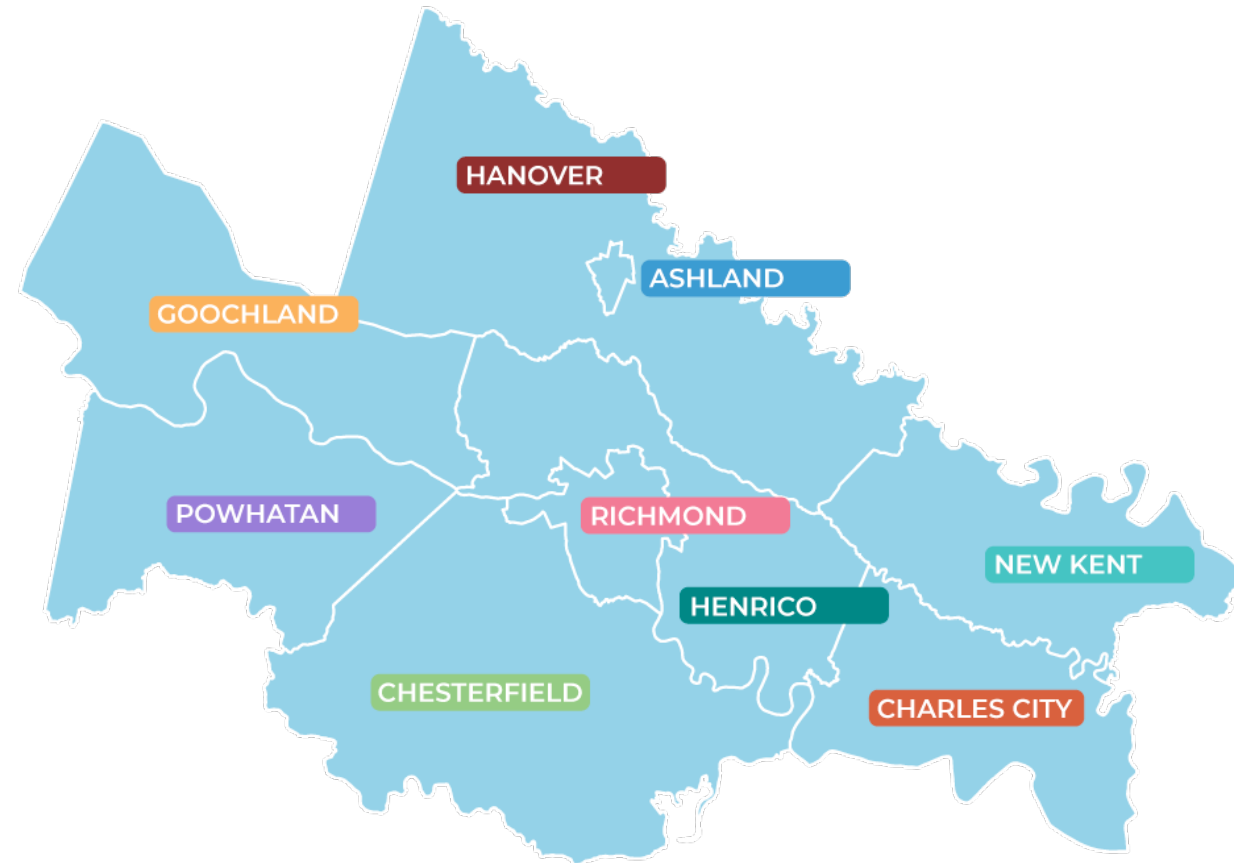 HANOVER
ASHLAND
GOOCHLAND
POWHATAN
RICHMOND
NEW KENT
HENRICO
CHESTERFIELD
CHARLES CITY